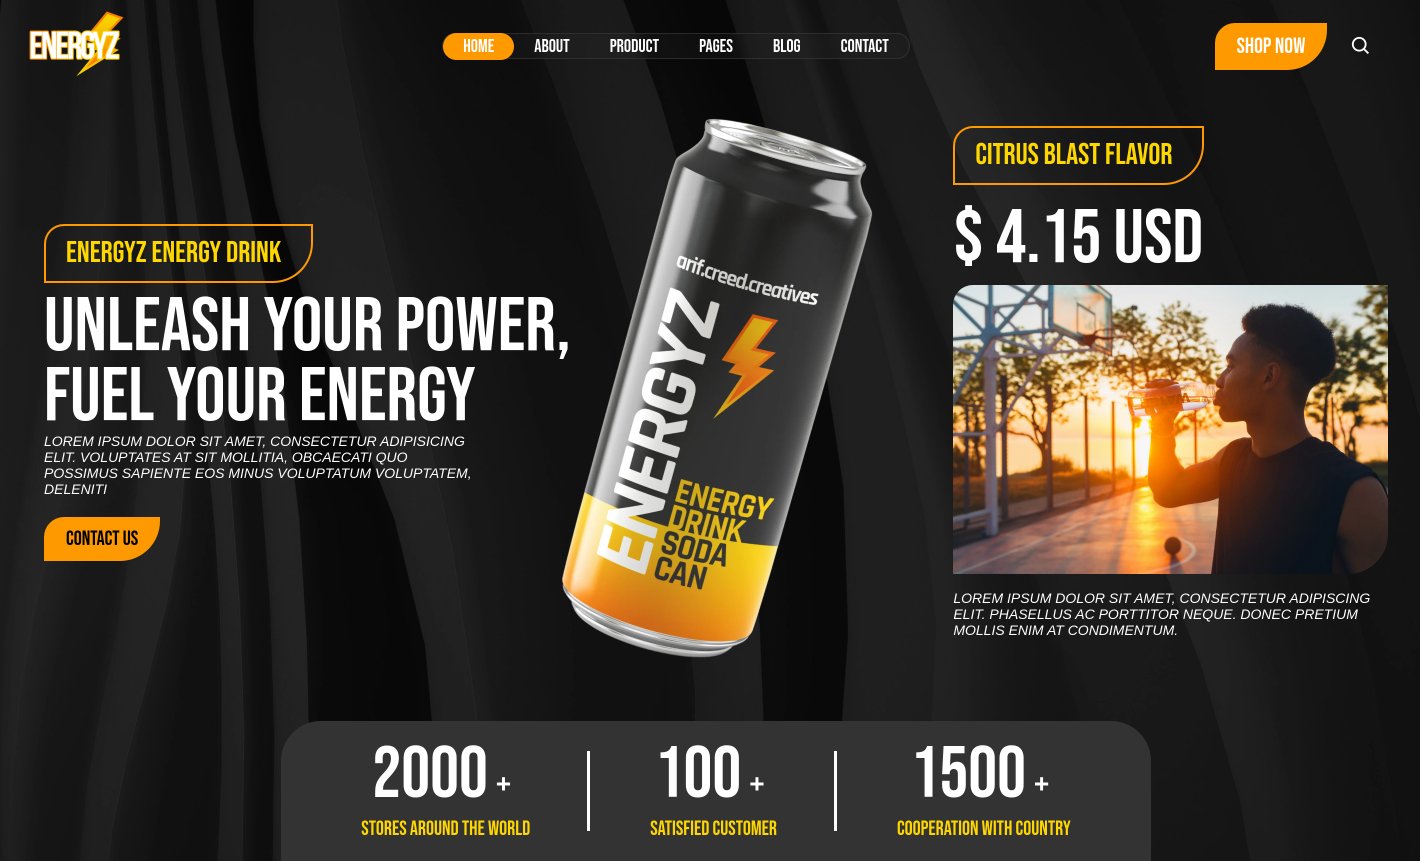 ENERGYZ
HOME ABOUT PRODUCT PAGES BLOG CONTACT
SHOP NOW
ENERGYZ ENERGY DRINK
UNLEASH YOUR POWER,
FUEL YOUR ENERGY
LOREM IPSUM DOLOR SIT AMET, CONSECTETUR ADIPISICING
ELIT. VOLUPTATES AT SIT MOLLITIA, OBCAECATI QUO
POSSIMUS SAPIENTE EOS MINUS VOLUPTATUM VOLUPTATEM,
DELENITI
CONTACT US
arif.creed.creatives
ENERGYZ
ENERGY
DRINK
SODA
CAN
CITRUS BLAST FLAVOR
$ 4.15 USD
LOREM IPSUM DOLOR SIT AMET, CONSECTETUR ADIPISCING
ELIT. PHASELLUS AC PORTTITOR NEQUE. DONEC PRETIUM
MOLLIS ENIM AT CONDIMENTUM.
2000 +
STORES AROUND THE WORLD
100 +
SATISFIED CUSTOMER
1500 +
COOPERATION WITH COUNTRY